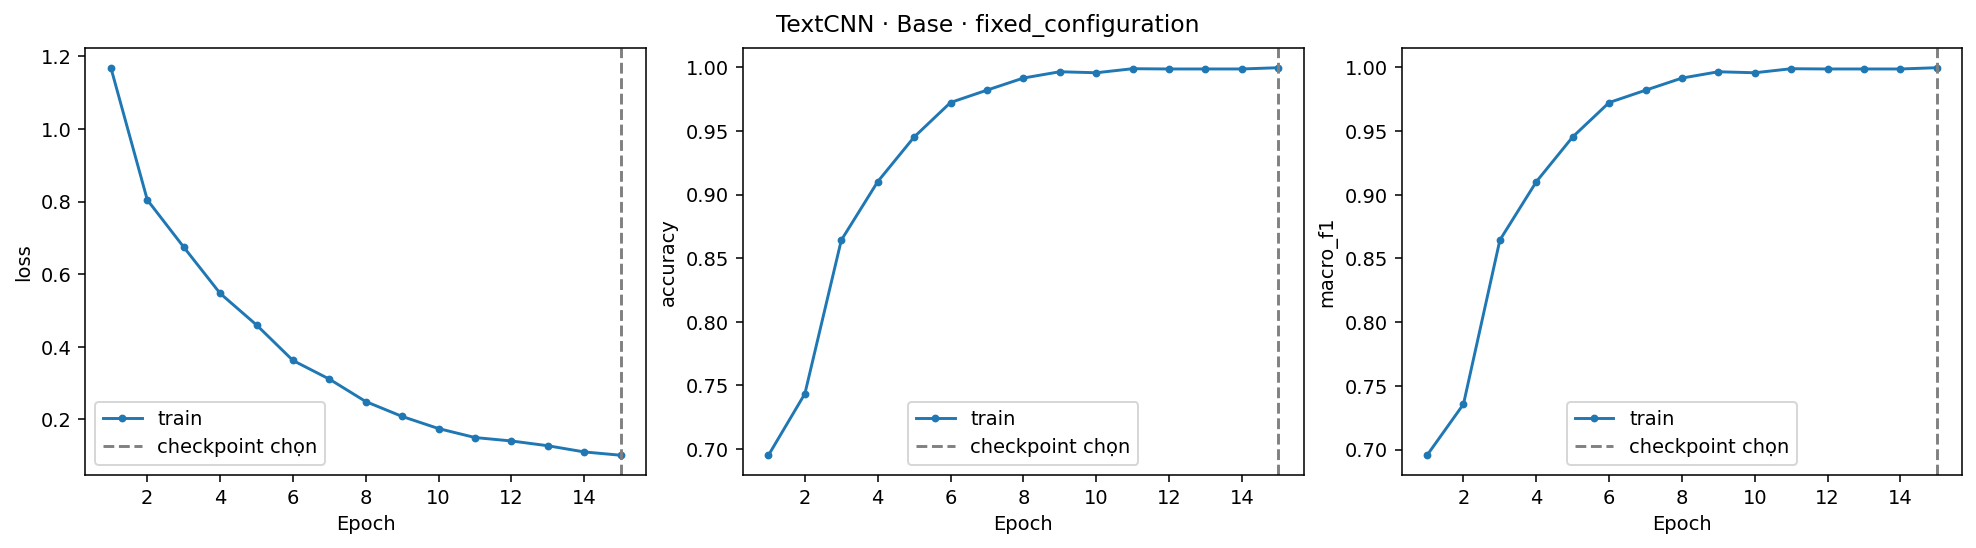 TextCNN · Base · fixed_configuration
loss
1.2
1.0
0.8
0.6
0.4
0.2
train
checkpoint chọn
2 4 6 8 10 12 14
Epoch
accuracy
1.00
0.95
0.90
0.85
0.80
0.75
0.70
train
checkpoint chọn
2 4 6 8 10 12 14
Epoch
macro_f1
1.00
0.95
0.90
0.85
0.80
0.75
0.70
train
checkpoint chọn
2 4 6 8 10 12 14
Epoch